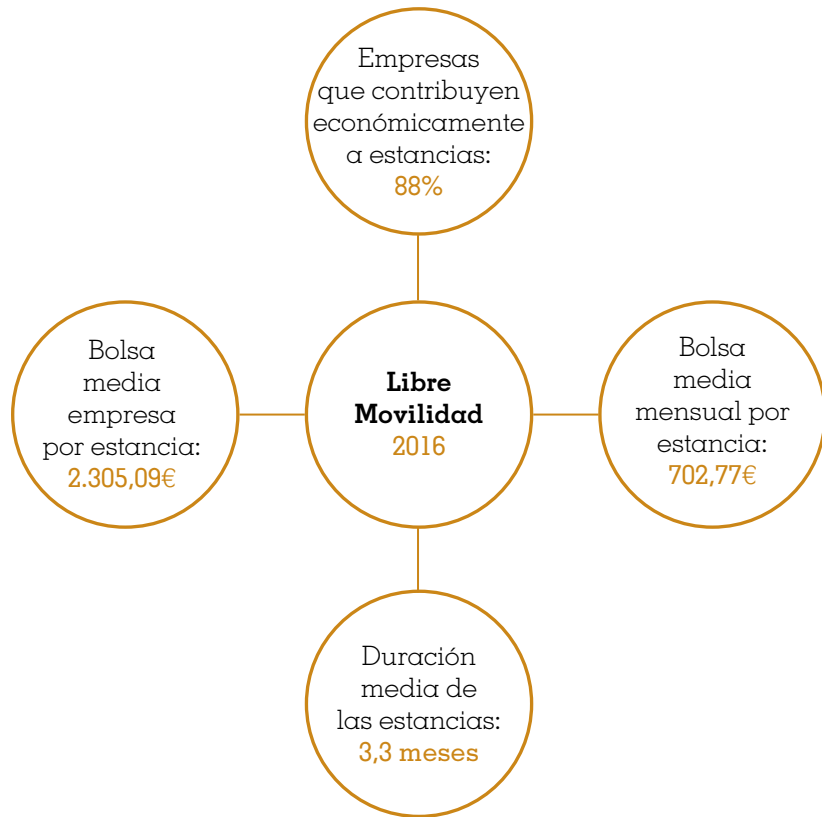 Empresas
que contribuyen
económicamente
a estancias:
88%
Bolsa
media
empresa
por estancia:
2.305,09€
Libre
Movilidad
2016
Bolsa
media
mensual por
estancia:
702,77€
Duración
media de
las estancias:
3,3 meses